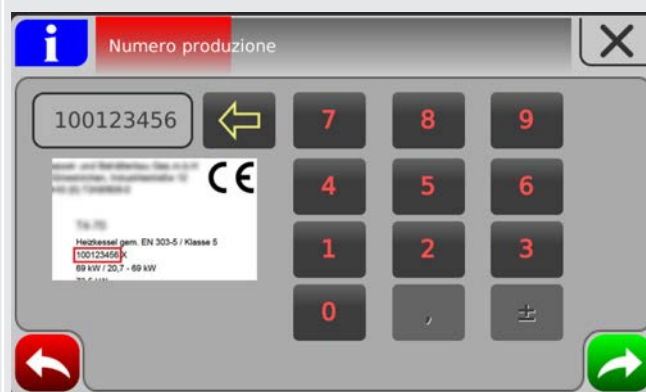 i
Numero produzione
100123456
7 8 9
CE
4 5 6
Heizkessel gem. EN 303-5 / Klasse 5
100123456 X
69 kW / 20,7 - 69 kW
1 2 3
0 , ±